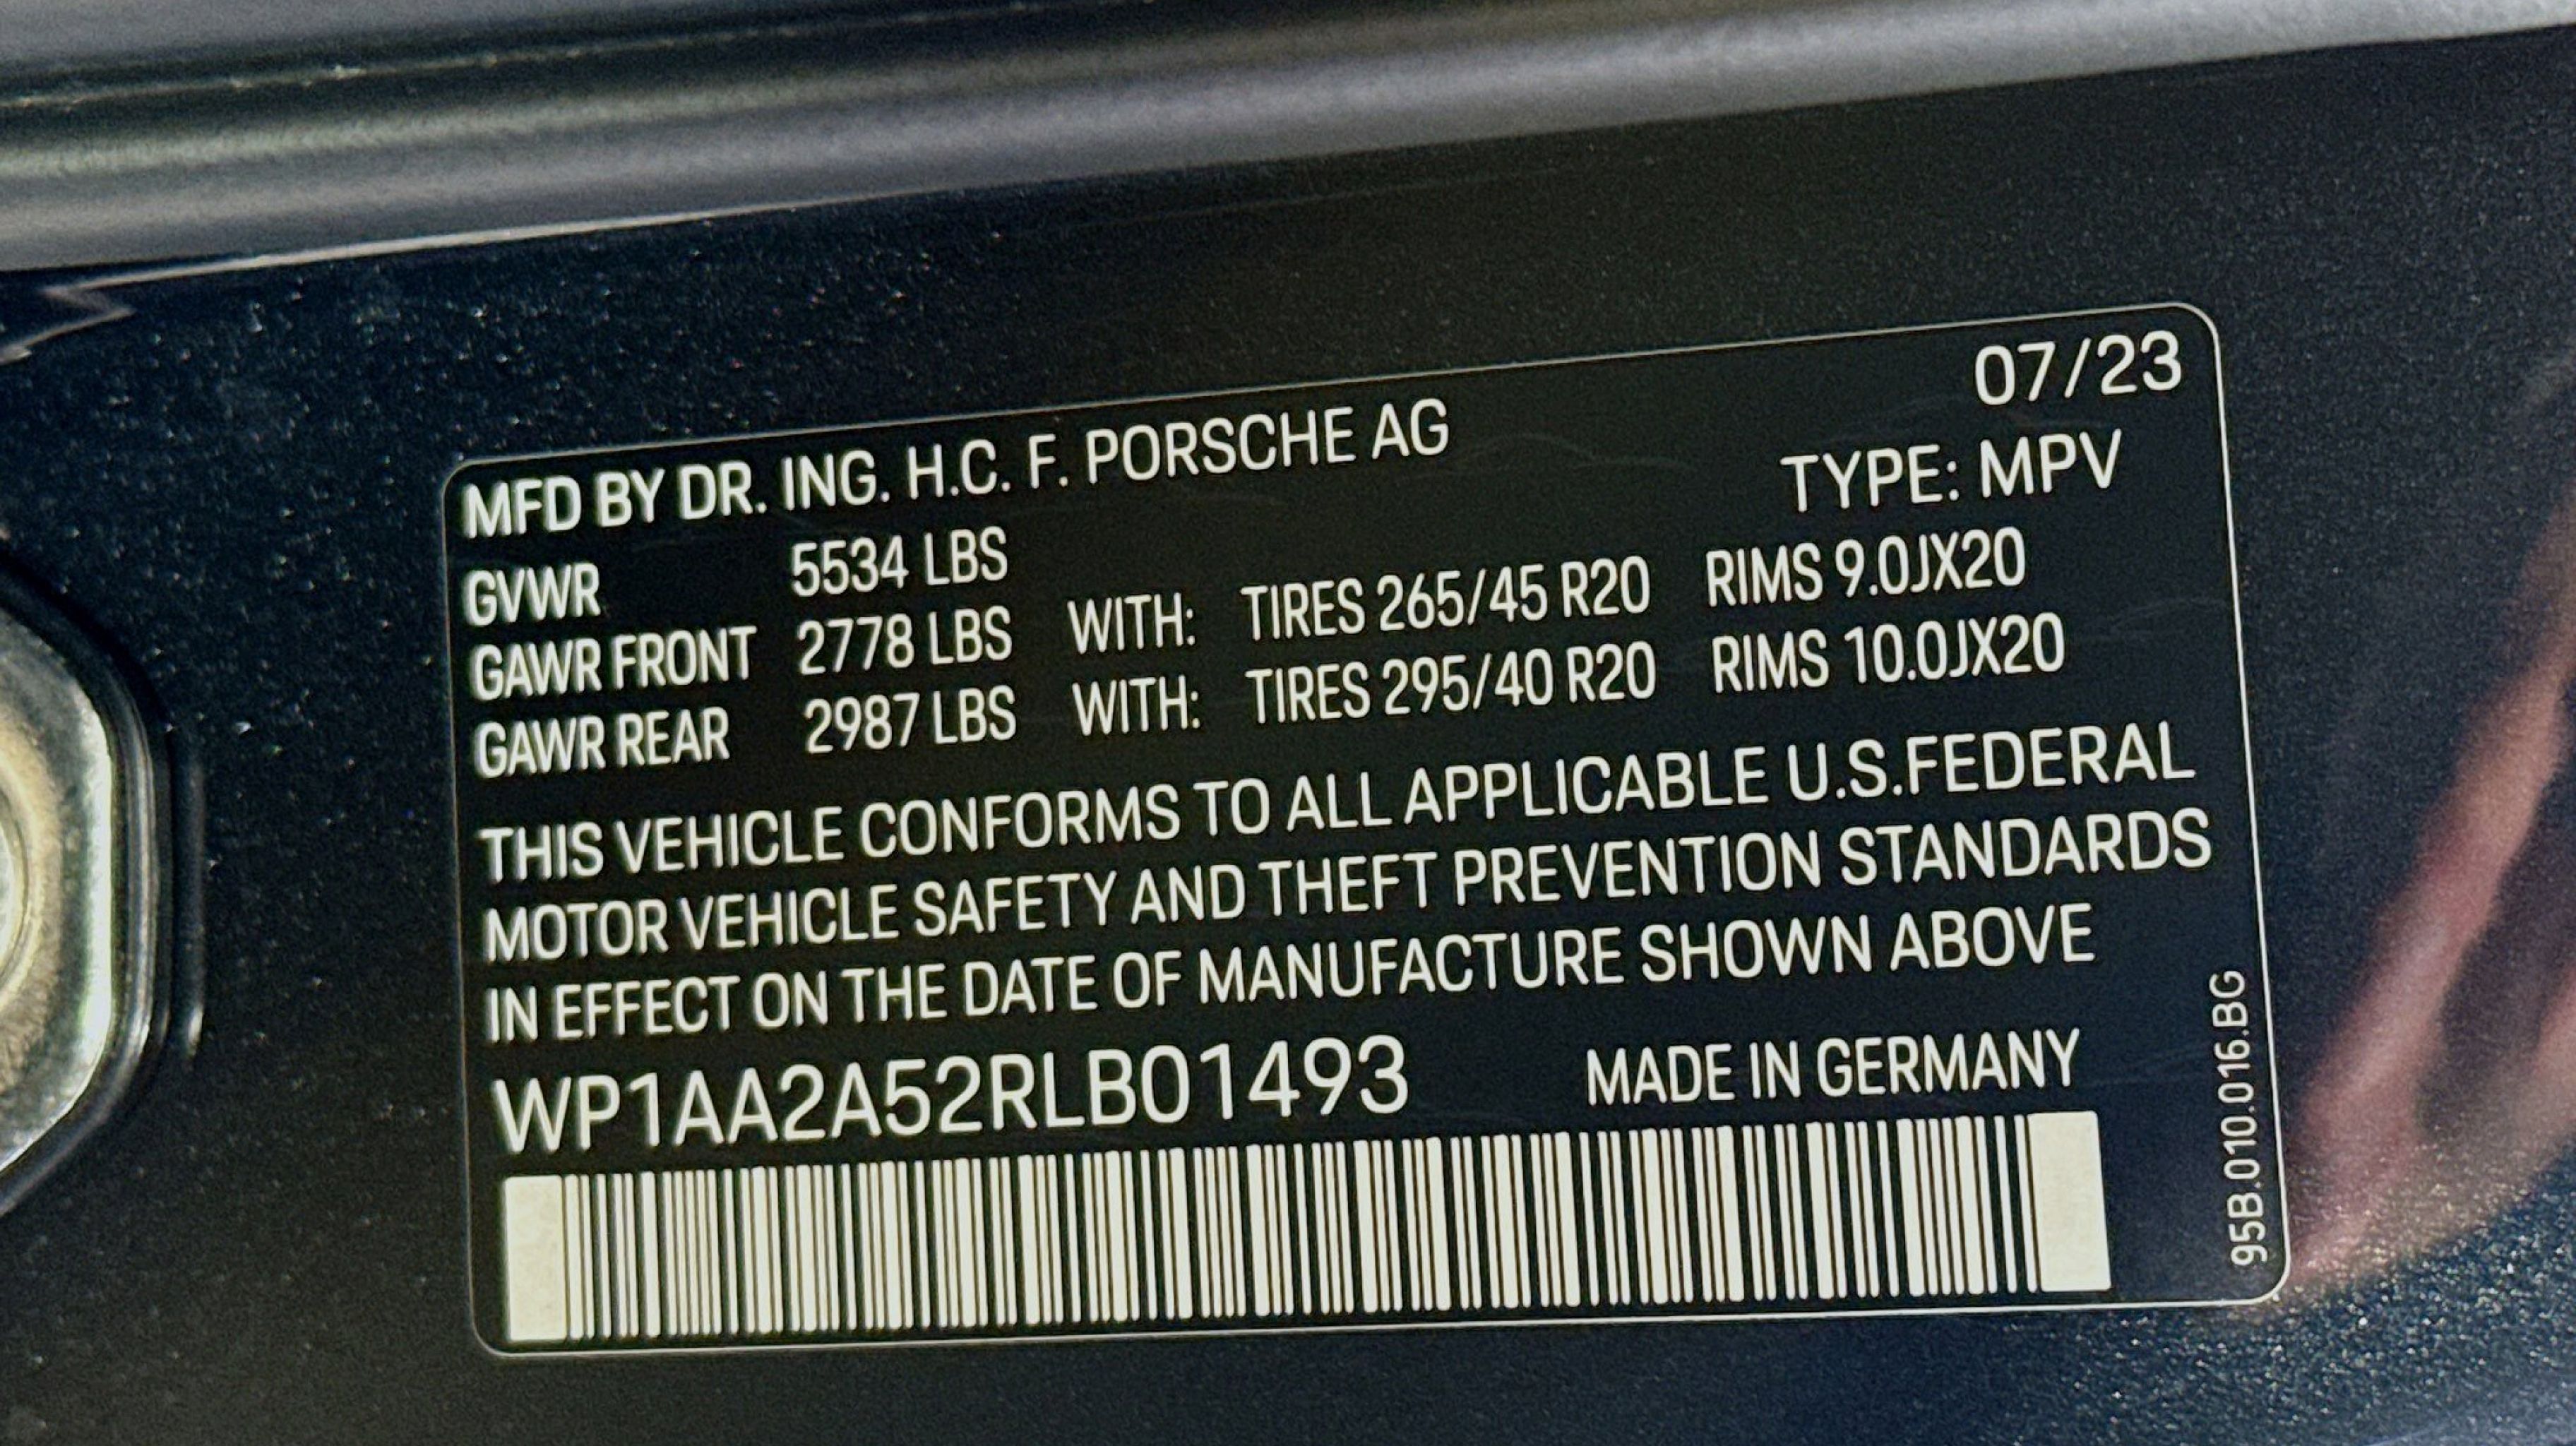 07/23
MFD BY DR. ING. H.C. F. PORSCHE AG
TYPE: MPV
GVWR 5534 LBS
GAWR FRONT 2778 LBS WITH: TIRES 265/45 R20 RIMS 9.0JX20
GAWR REAR 2987 LBS WITH: TIRES 295/40 R20 RIMS 10.0JX20
THIS VEHICLE CONFORMS TO ALL APPLICABLE U.S.FEDERAL
MOTOR VEHICLE SAFETY AND THEFT PREVENTION STANDARDS
IN EFFECT ON THE DATE OF MANUFACTURE SHOWN ABOVE
WP1AA2A52RLB01493 MADE IN GERMANY
95B.010.016.BG